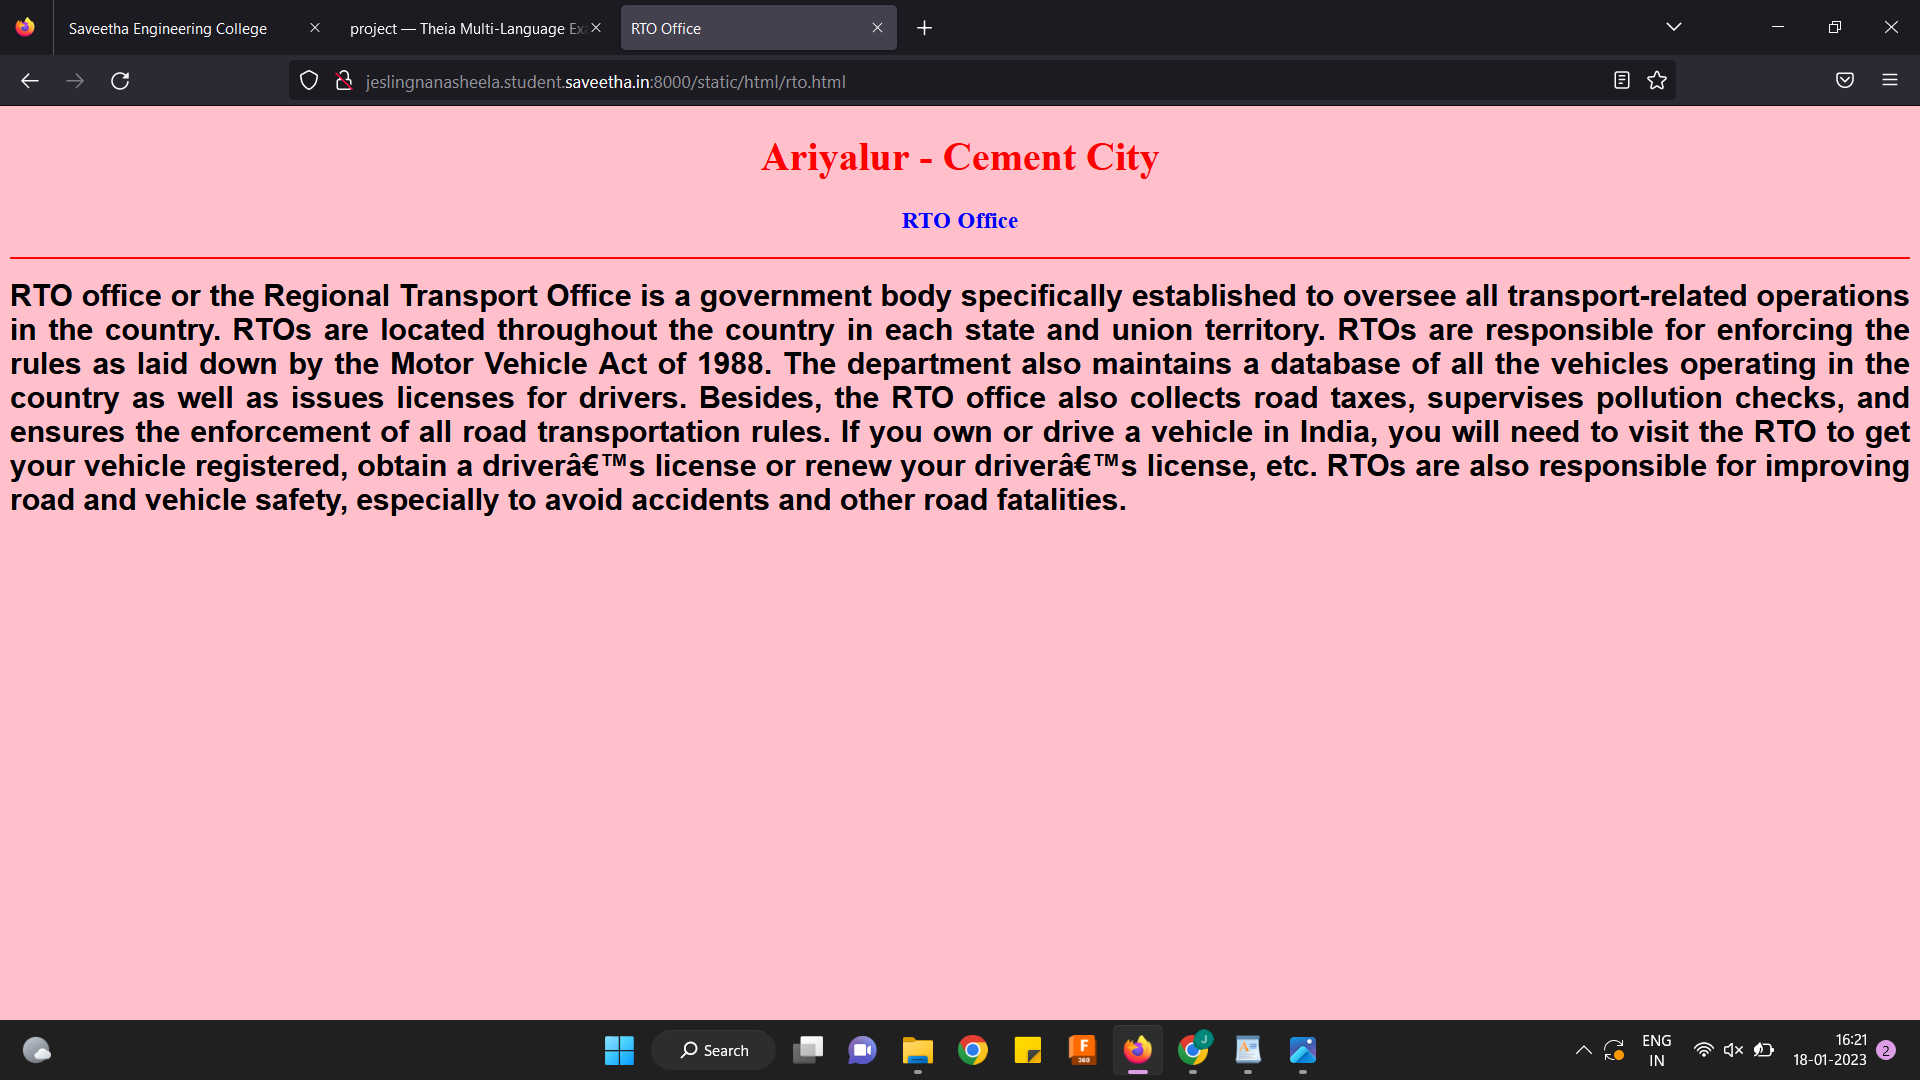 Saveetha Engineering College
project — Theia Multi-Language Exa
RTO Office
jeslingnanasheela.student.saveetha.in:8000/static/html/rto.html
Ariyalur - Cement City
RTO Office
RTO office or the Regional Transport Office is a government body specifically established to oversee all transport-related operations
in the country. RTOs are located throughout the country in each state and union territory. RTOs are responsible for enforcing the
rules as laid down by the Motor Vehicle Act of 1988. The department also maintains a database of all the vehicles operating in the
country as well as issues licenses for drivers. Besides, the RTO office also collects road taxes, supervises pollution checks, and
ensures the enforcement of all road transportation rules. If you own or drive a vehicle in India, you will need to visit the RTO to get
your vehicle registered, obtain a driverâ€™s license or renew your driverâ€™s license, etc. RTOs are also responsible for improving
road and vehicle safety, especially to avoid accidents and other road fatalities.
Search
F
360
J
ENG
IN
16:21
18-01-2023
2